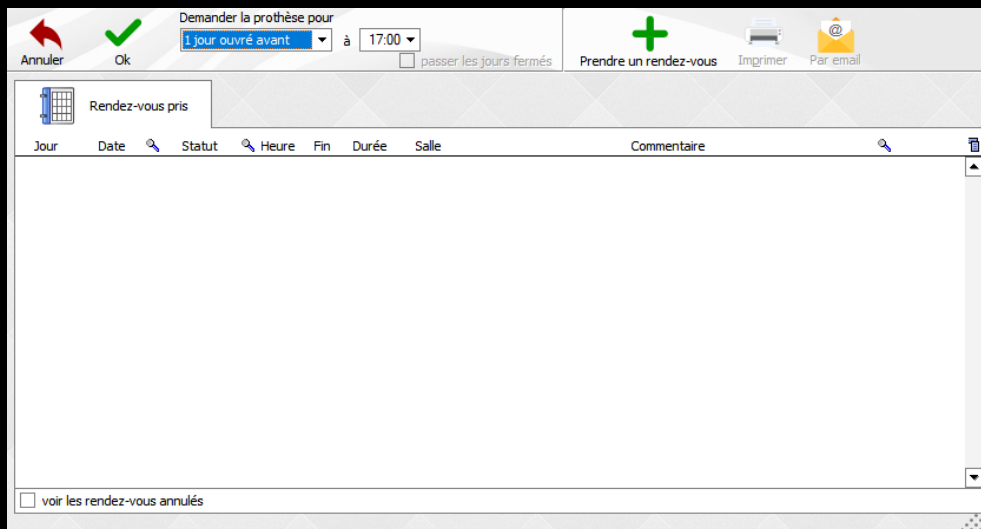 Demander la prothèse pour
1 jour ouvré avant à 17:00
passer les jours fermés
Annuler Ok Prendre un rendez-vous Imprimer Par email
Rendez-vous pris
Jour Date Statut Heure Fin Durée Salle Commentaire
voir les rendez-vous annulés